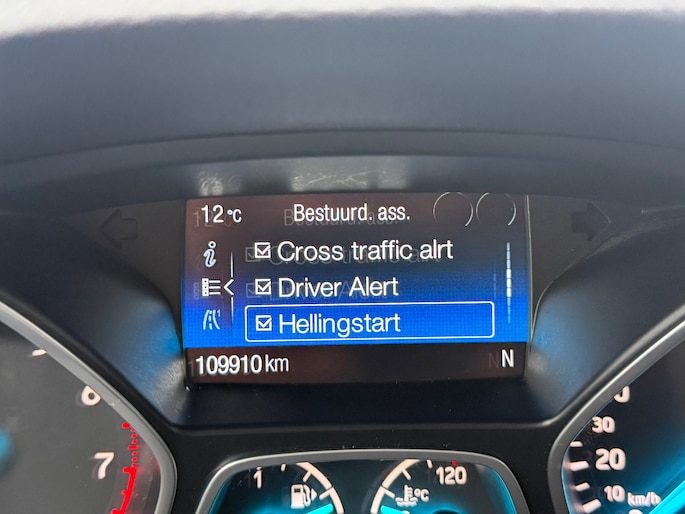 12 °C Bestuurd. ass.
Cross traffic alrt
Driver Alert
Hellingstart
109910 km N
6
7
1
°C
120
30
20
10 km/h